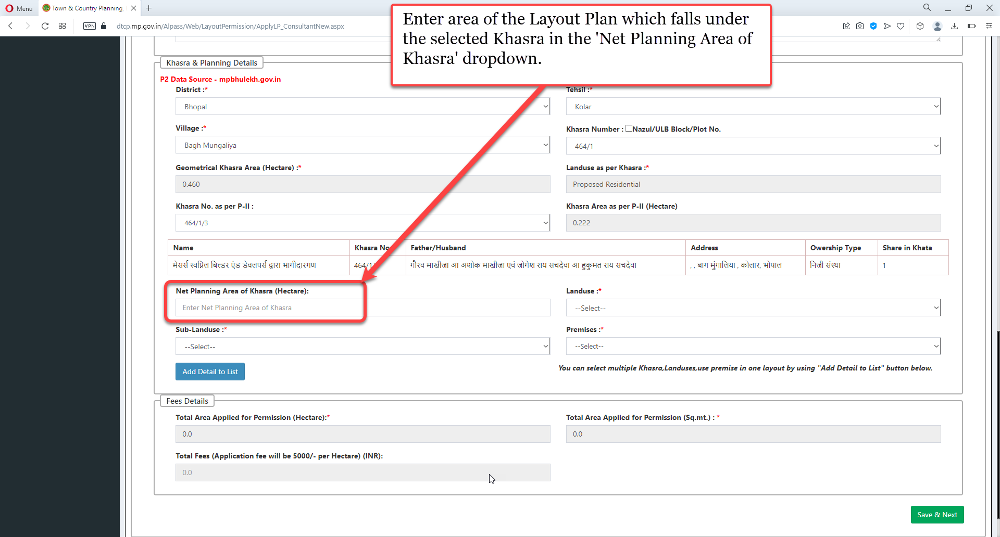 Menu
Town & Country Planning,
VPN
dtcp.mp.gov.in/Alpass/Web/LayoutPermission/ApplyLP_ConsultantNew.aspx
Enter area of the Layout Plan which falls under
the selected Khasra in the 'Net Planning Area of
Khasra' dropdown.
Khasra & Planning Details
P2 Data Source - mpbhulekh.gov.in
District :*
Tehsil :*
Bhopal
Kolar
Village :*
Khasra Number : Nazul/ULB Block/Plot No.
Bagh Mungaliya
464/1
Geometrical Khasra Area (Hectare) :*
Landuse as per Khasra :*
0.460
Proposed Residential
Khasra No. as per P-II :
Khasra Area as per P-II (Hectare)
464/1/3
0.222
Name Khasra No Father/Husband Address Owership Type Share in Khata
मेसर्स स्वप्निल बिल्डर एंड डेवलपर्स द्वारा भागीदारगण 464/1 गौरव माखीजा आ अशोक माखीजा एवं जोगेश राय सचदेवा आ हुकुमत राय सचदेवा , , बाग मुंगालिया , कोलार, भोपाल निजी संस्था 1
Net Planning Area of Khasra (Hectare):
Landuse :*
Enter Net Planning Area of Khasra
--Select--
Sub-Landuse :*
Premises :*
--Select--
--Select--
Add Detail to List
You can select multiple Khasra,Landuses,use premise in one layout by using "Add Detail to List" button below.
Fees Details
Total Area Applied for Permission (Hectare):*
Total Area Applied for Permission (Sq.mt.) : *
0.0
0.0
Total Fees (Application fee will be 5000/- per Hectare) (INR):
0.0
Save & Next